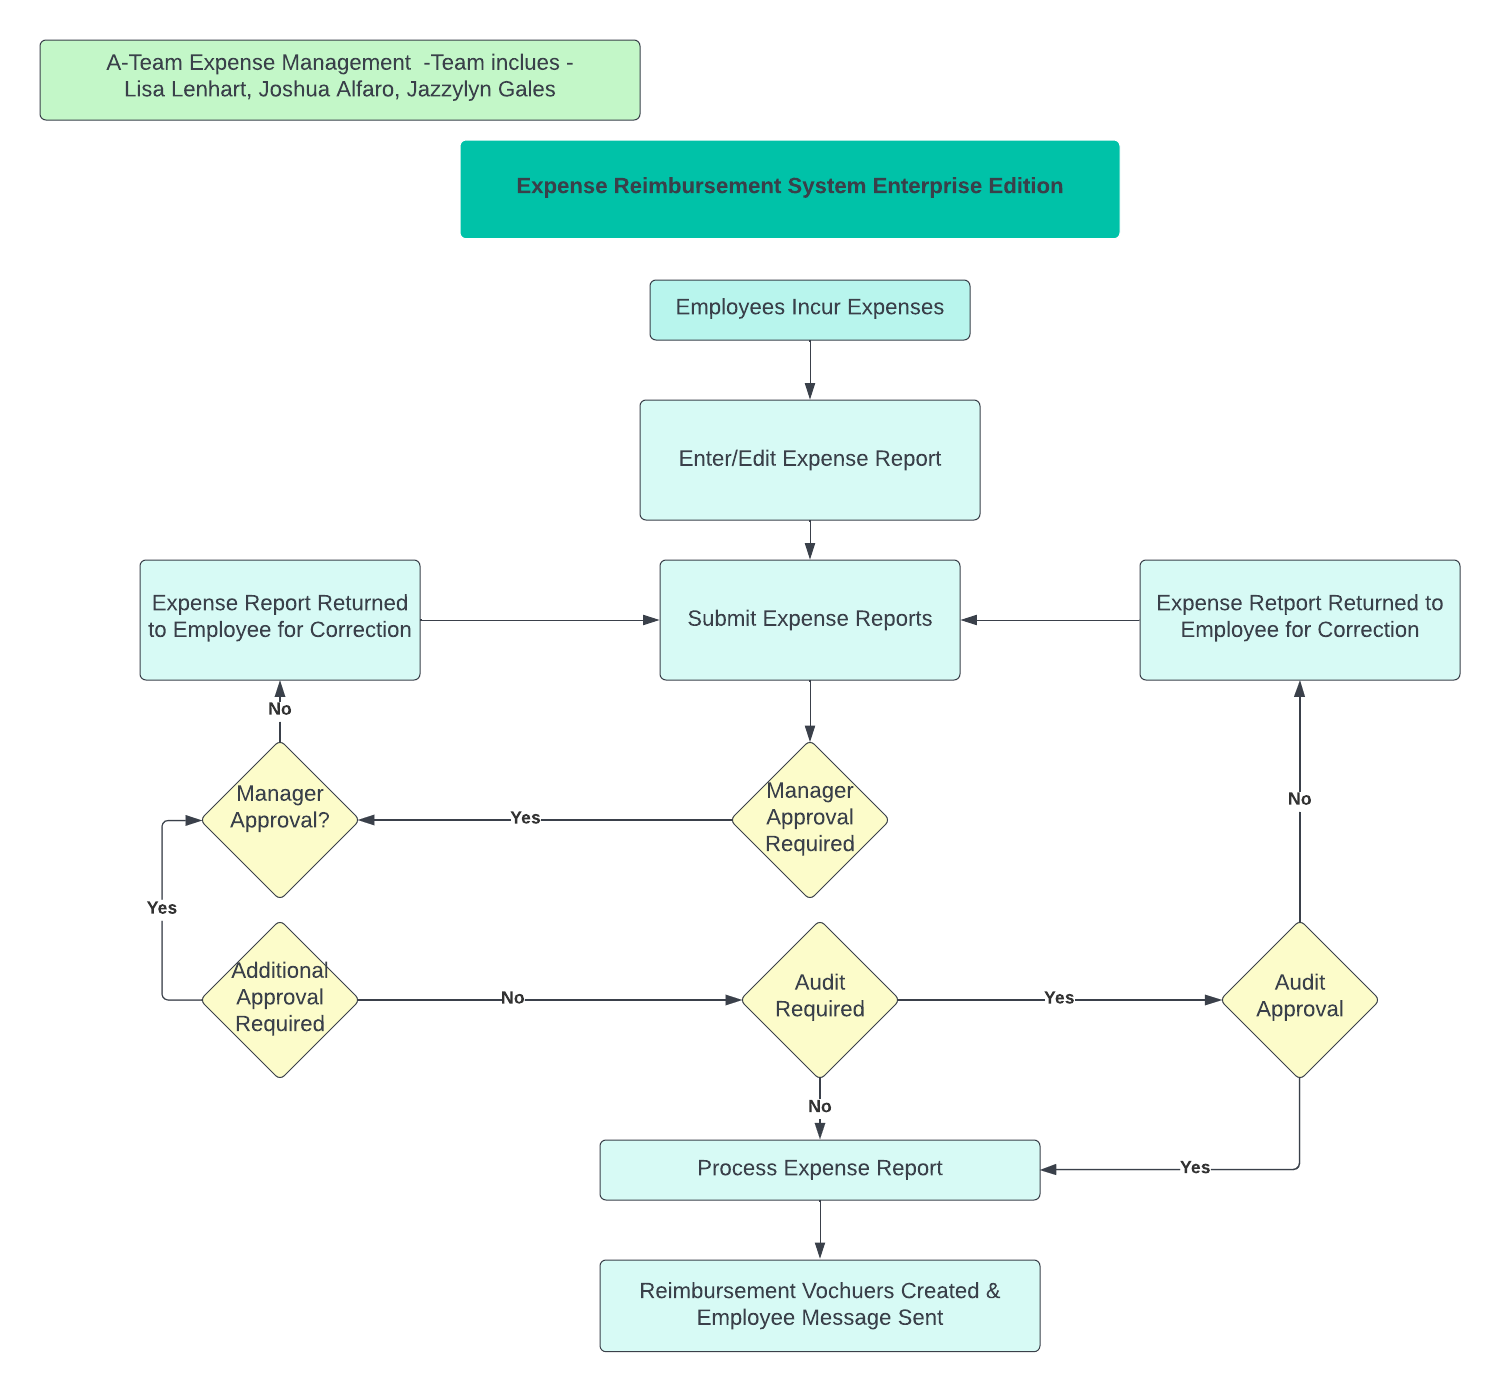 A-Team Expense Management  -Team inclues -
Lisa Lenhart, Joshua Alfaro, Jazzylyn Gales
Expense Reimbursement System Enterprise Edition
Employees Incur Expenses
Enter/Edit Expense Report
Expense Report Returned
to Employee for Correction
Submit Expense Reports
Expense Retport Returned to
Employee for Correction
No
Manager
Approval?
Yes
Manager
Approval
Required
No
Yes
Additional
Approval
Required
No
Audit
Required
Yes
Audit
Approval
No
Process Expense Report
Yes
Reimbursement Vochuers Created &
Employee Message Sent